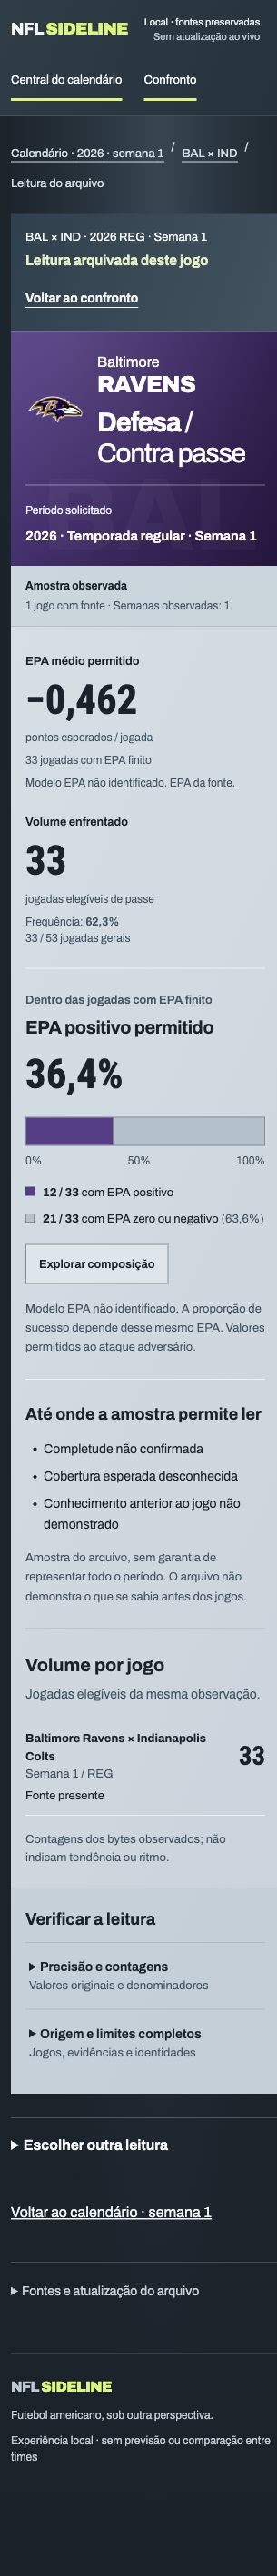 NFL SIDELINE
Local · fontes preservadas
Sem atualização ao vivo
Central do calendário
Confronto
Calendário · 2026 · semana 1 / BAL × IND /
Leitura do arquivo
BAL × IND · 2026 REG · Semana 1
Leitura arquivada deste jogo
Voltar ao confronto
Baltimore
RAVENS
Defesa /
Contra passe
BAL
Período solicitado
2026 · Temporada regular · Semana 1
Amostra observada
1 jogo com fonte · Semanas observadas: 1
EPA médio permitido
−0,462
pontos esperados / jogada
33 jogadas com EPA finito
Modelo EPA não identificado. EPA da fonte.
Volume enfrentado
33
jogadas elegíveis de passe
Frequência: 62,3%
33 / 53 jogadas gerais
Dentro das jogadas com EPA finito
EPA positivo permitido
36,4%
0% 50% 100%
12 / 33 com EPA positivo
21 / 33 com EPA zero ou negativo (63,6%)
Explorar composição
Modelo EPA não identificado. A proporção de
sucesso depende desse mesmo EPA. Valores
permitidos ao ataque adversário.
Até onde a amostra permite ler
• Completude não confirmada
• Cobertura esperada desconhecida
• Conhecimento anterior ao jogo não
demonstrado
Amostra do arquivo, sem garantia de
representar todo o período. O arquivo não
demonstra o que se sabia antes dos jogos.
Volume por jogo
Jogadas elegíveis da mesma observação.
Baltimore Ravens × Indianapolis
Colts
33
Semana 1 / REG
Fonte presente
Contagens dos bytes observados; não
indicam tendência ou ritmo.
Verificar a leitura
▶ Precisão e contagens
Valores originais e denominadores
▶ Origem e limites completos
Jogos, evidências e identidades
▶ Escolher outra leitura
Voltar ao calendário · semana 1
▶ Fontes e atualização do arquivo
NFL SIDELINE
Futebol americano, sob outra perspectiva.
Experiência local · sem previsão ou comparação entre
times